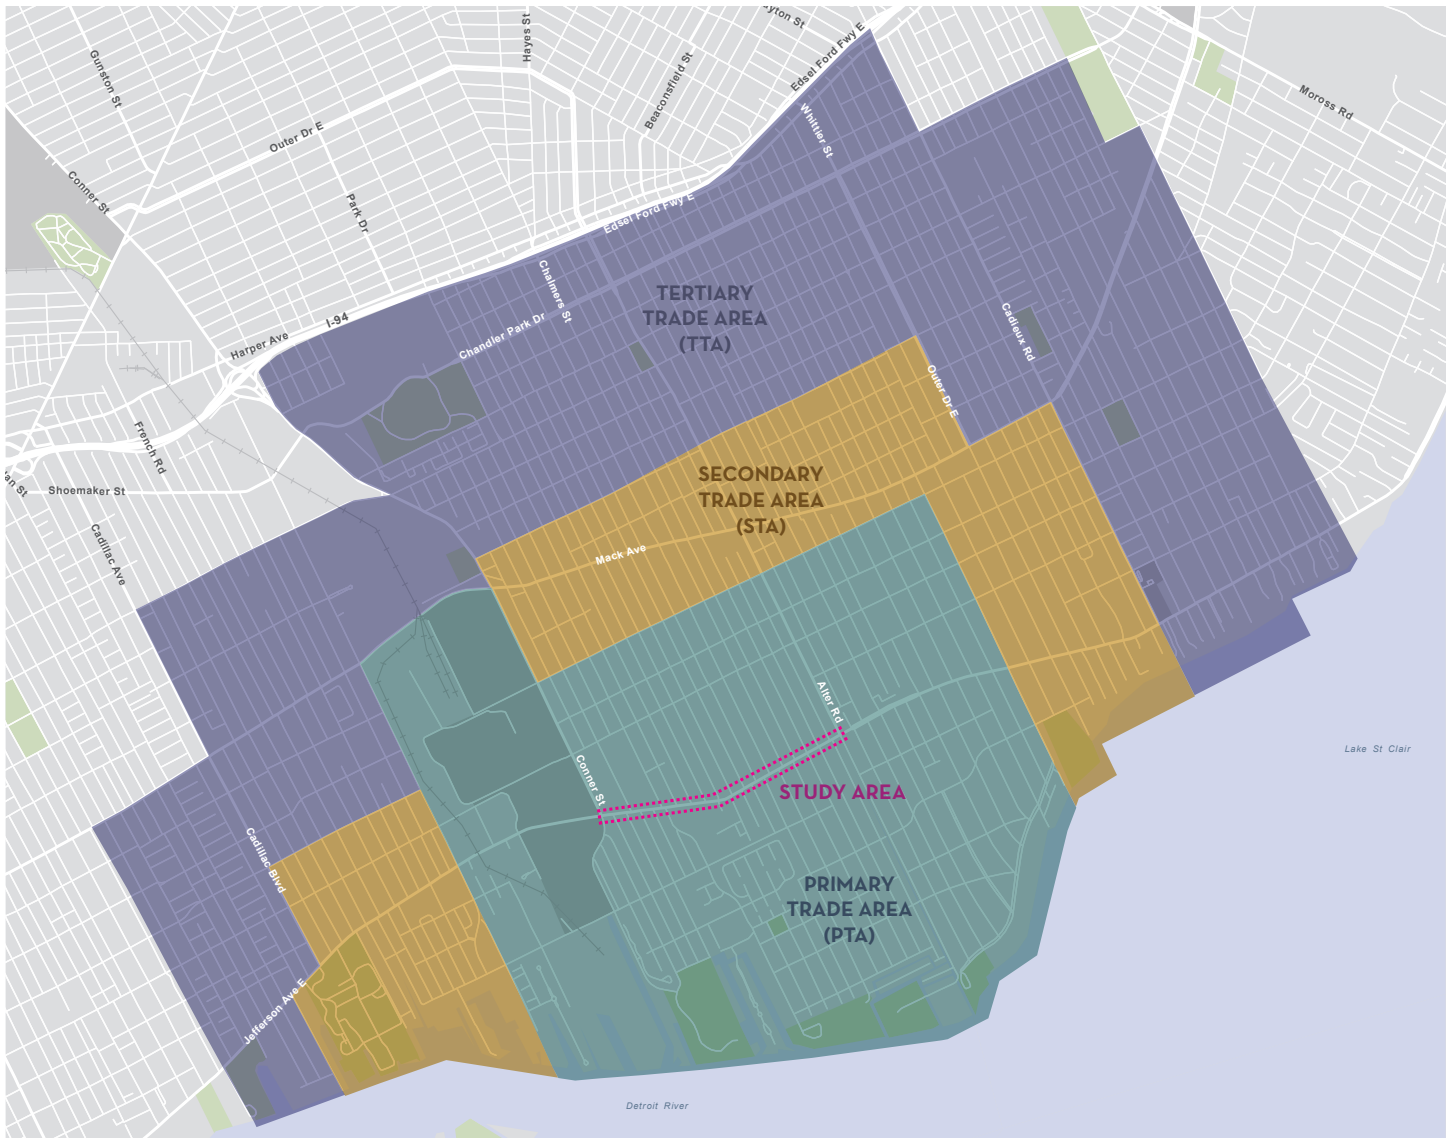 Gunston St
Hayes St
Beaconsfield St
Edsel Ford Fwy E
Moross Rd
Outer Dr E
Whittier St
Conner St
Park Dr
Edsel Ford Fwy E
Chalmers St
TERTIARY
TRADE AREA
(TTA)
I-94
Harper Ave
Chandler Park Dr
Cadieux Rd
Outer Dr E
French Rd
SECONDARY
TRADE AREA
(STA)
Shoemaker St
Cadillac Ave
Mack Ave
Alter Rd
Lake St Clair
Conner St
STUDY AREA
Cadillac Blvd
PRIMARY
TRADE AREA
(PTA)
Jefferson Ave E
Detroit River